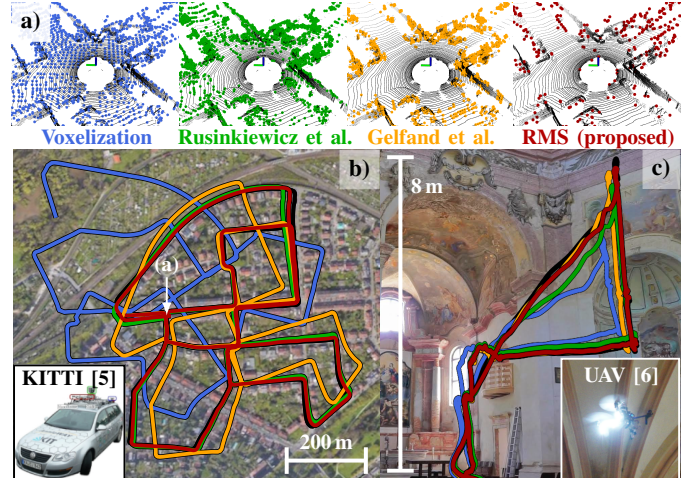 a)
Voxelization Rusinkiewicz et al. Gelfand et al. RMS (proposed)
b)
c)
8 m
(a)
KITTI [5]
UAV [6]
200 m